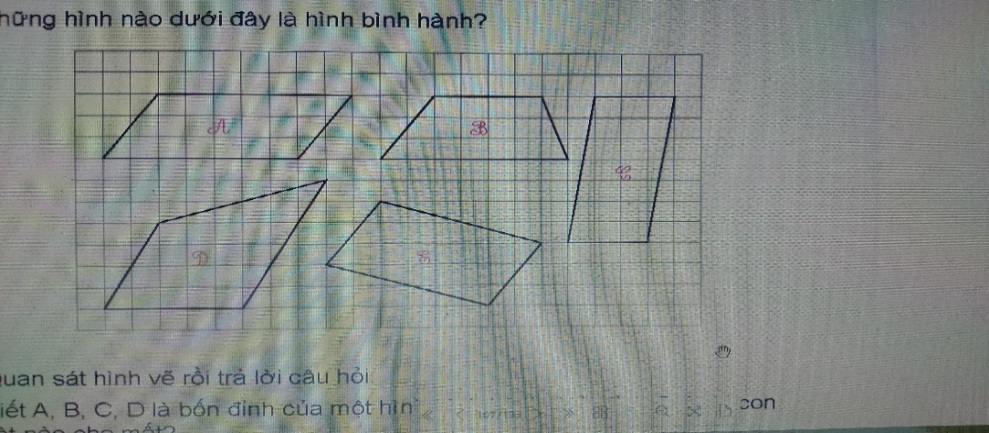 hững hình nào dưới đây là hình bình hành?
A
B
C
D
E
uan sát hình vẽ rồi trả lời câu hỏi
iết A, B, C, D là bốn đỉnh của một hìn
con